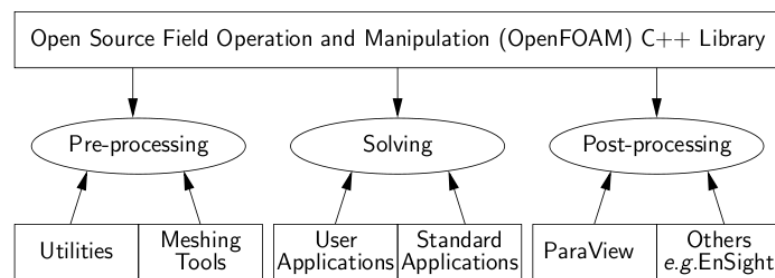 Open Source Field Operation and Manipulation (OpenFOAM) C++ Library
Pre-processing
Solving
Post-processing
Utilities
Meshing
Tools
User
Applications
Standard
Applications
ParaView
Others
e.g.EnSight